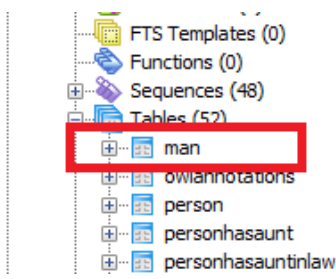 FTS Templates (0)
Functions (0)
Sequences (48)
Tables (52)
man
owlannotations
person
personhasaunt
personhasauntinlaw